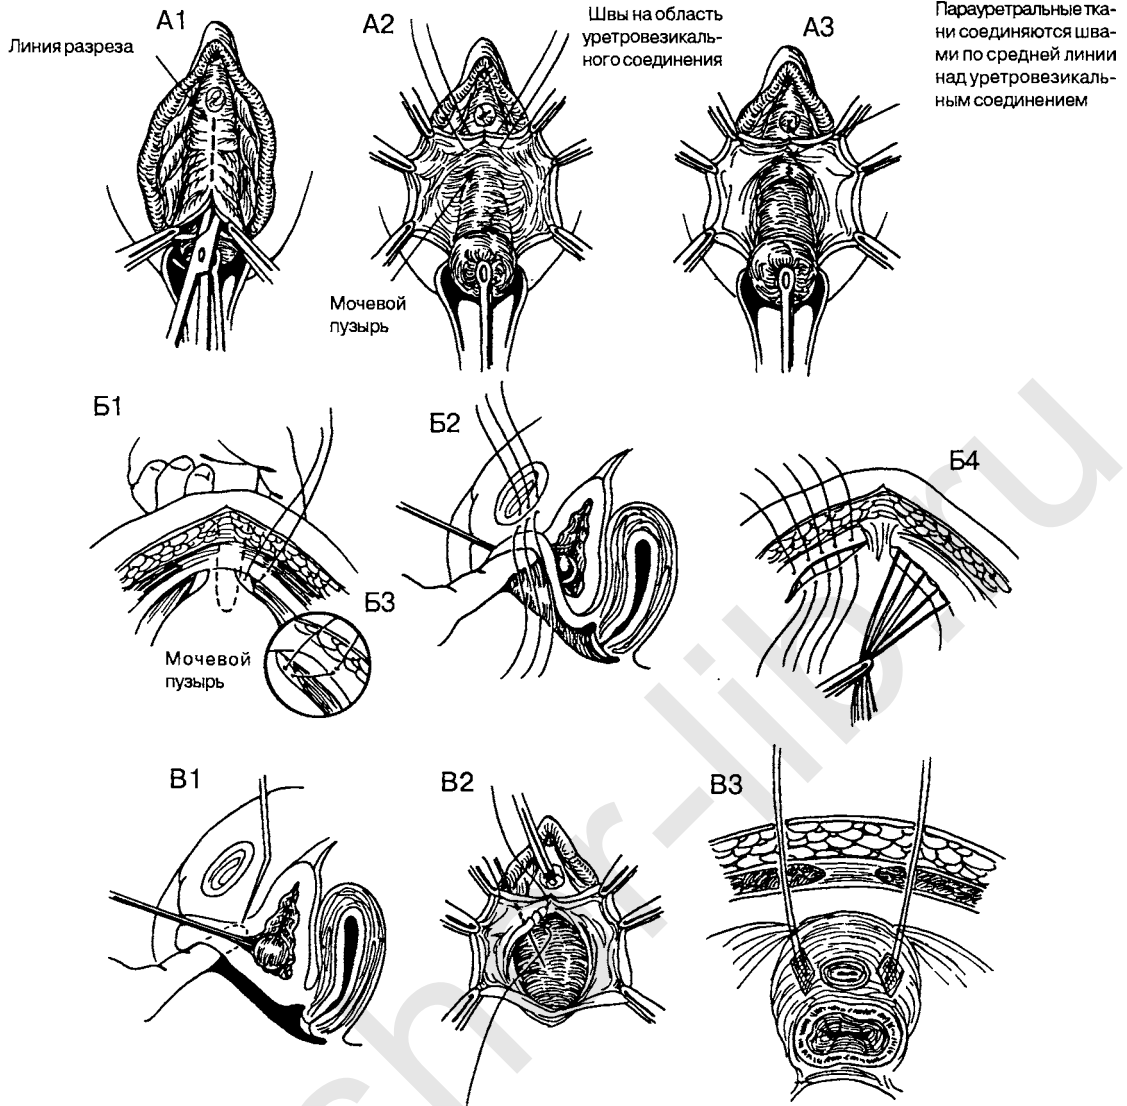 А1
Линия разреза
А2
Швы на область
уретровезикаль-
ного соединения
А3
Парауретральные тка-
ни соединяются шва-
ми по средней линии
над уретровезикаль-
ным соединением
Мочевой
пузырь
Б1
Б2
Б4
Б3
Мочевой
пузырь
В1
В2
В3